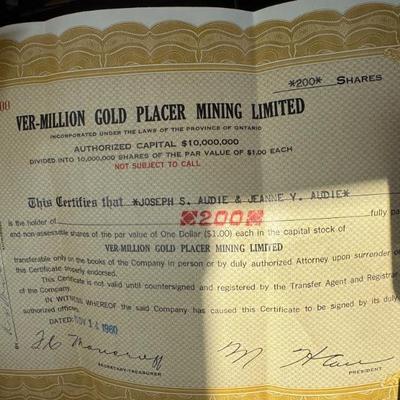 00
*200* SHARES
VER-MILLION GOLD PLACER MINING LIMITED
INCORPORATED UNDER THE LAWS OF THE PROVINCE OF ONTARIO
AUTHORIZED CAPITAL $10,000,000
DIVIDED INTO 10,000,000 SHARES OF THE PAR VALUE OF $1.00 EACH
NOT SUBJECT TO CALL
This Certifies that *JOSEPH S. AUDIE & JEANNE Y. AUDIE*
is the holder of 200 fully pa
and non-assessable shares of the par value of One Dollar ($1.00) each in the capital stock of
VER-MILLION GOLD PLACER MINING LIMITED
transferable only on the books of the Company in person or by duly authorized Attorney upon surrender o
this Certificate properly endorsed.
This Certificate is not valid until countersigned and registered by the Transfer Agent and Registrar
of the Company.
IN WITNESS WHEREOF the said Company has caused this Certificate to be signed by its duly
authorized officers.
DATED: NOV 14 1960
SECRETARY-TREASURER
PRESIDENT